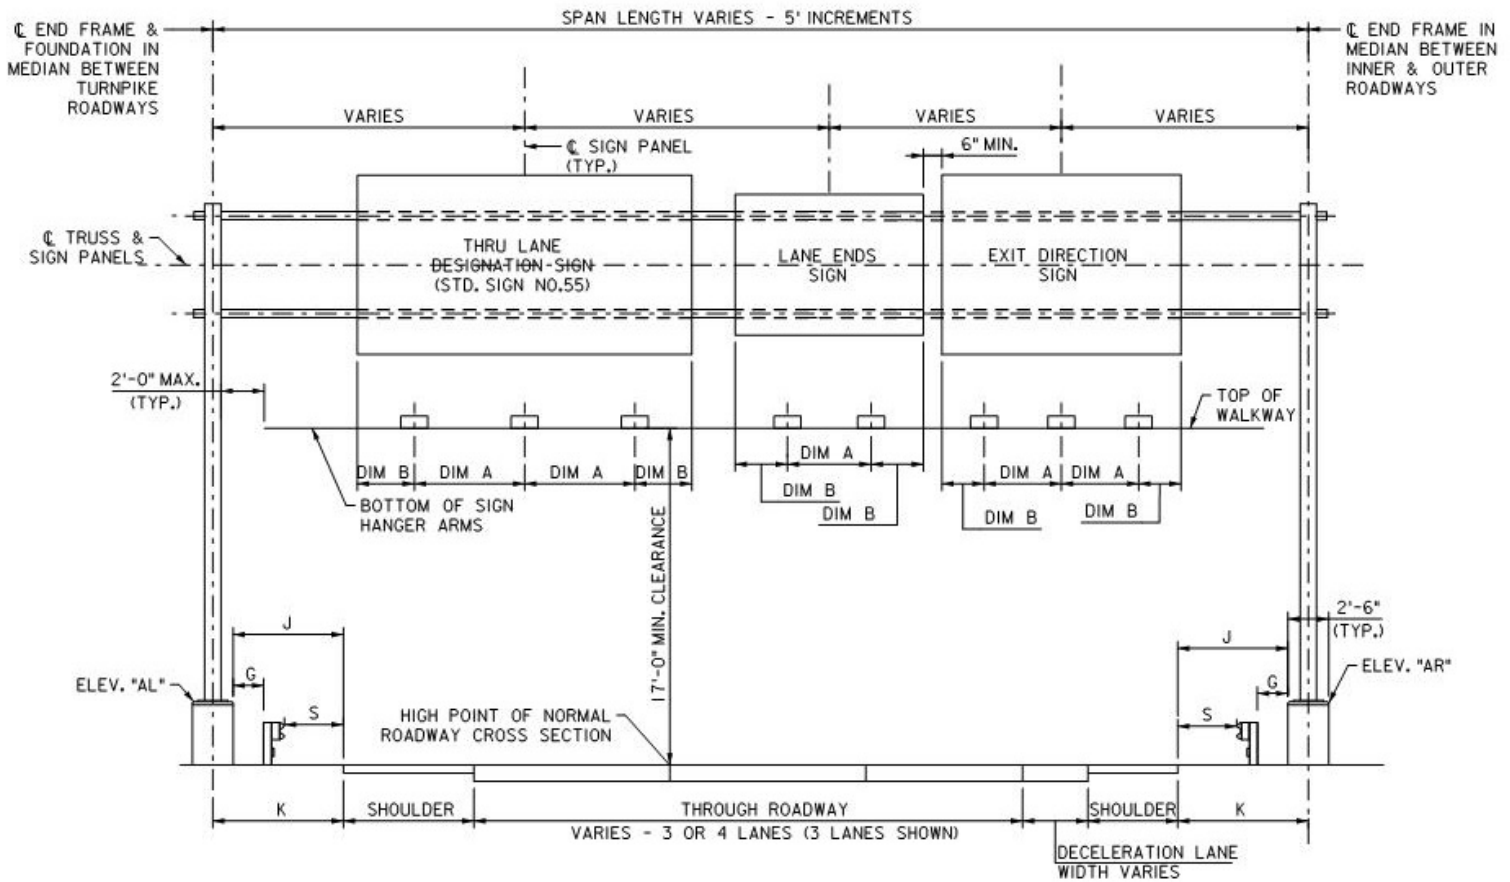 SPAN LENGTH VARIES - 5' INCREMENTS
℄ END FRAME &
FOUNDATION IN
MEDIAN BETWEEN
TURNPIKE
ROADWAYS
℄ END FRAME IN
MEDIAN BETWEEN
INNER & OUTER
ROADWAYS
VARIES
VARIES
VARIES
VARIES
℄ SIGN PANEL
(TYP.)
6" MIN.
℄ TRUSS &
SIGN PANELS
THRU LANE
DESIGNATION SIGN
(STD. SIGN NO.55)
LANE ENDS
SIGN
EXIT DIRECTION
SIGN
2'-0" MAX.
(TYP.)
TOP OF
WALKWAY
DIM B
DIM A
DIM A
DIM B
DIM A
DIM B
DIM B
DIM A
DIM A
DIM B
DIM B
BOTTOM OF SIGN
HANGER ARMS
17'-0" MIN. CLEARANCE
J
G
S
ELEV. "AL"
HIGH POINT OF NORMAL
ROADWAY CROSS SECTION
2'-6"
(TYP.)
J
G
S
ELEV. "AR"
K
SHOULDER
THROUGH ROADWAY
VARIES - 3 OR 4 LANES (3 LANES SHOWN)
SHOULDER
K
DECELERATION LANE
WIDTH VARIES